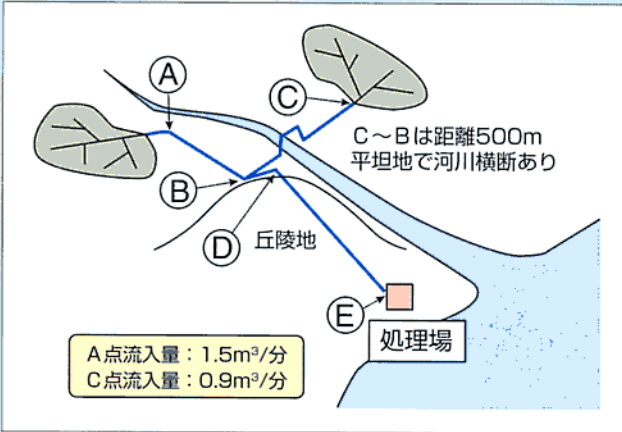 A
C
C～Bは距離500m
平坦地で河川横断あり
B
D
丘陵地
E
処理場
A点流入量：1.5m³/分
C点流入量：0.9m³/分